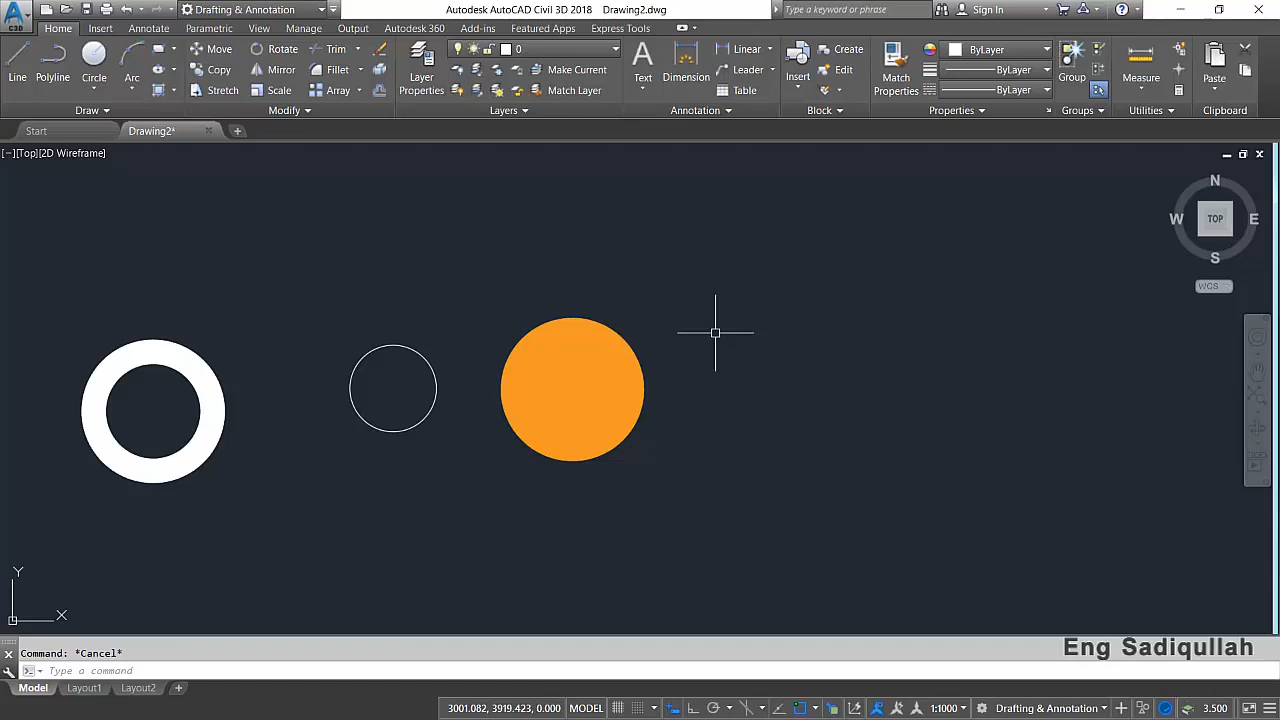 C3D
Drafting & Annotation
Autodesk AutoCAD Civil 3D 2018 Drawing2.dwg
Type a keyword or phrase
Sign In
Home Insert Annotate Parametric View Manage Output Autodesk 360 Add-ins Featured Apps Express Tools
Line
Polyline
Circle
Arc
Move
Rotate
Trim
Copy
Mirror
Fillet
Stretch
Scale
Array
Layer
Properties
0
Make Current
Match Layer
Text
Dimension
Linear
Leader
Table
Insert
Create
Edit
Match
Properties
ByLayer
ByLayer
ByLayer
Group
Measure
Paste
Draw
Modify
Layers
Annotation
Block
Properties
Groups
Utilities
Clipboard
Start
Drawing2*
[−][Top][2D Wireframe]
N
W
TOP
E
S
WCS
Y
X
Command: *Cancel*
Eng Sadiqullah
Type a command
Model Layout1 Layout2
3001.082, 3919.423, 0.000 MODEL
1:1000
Drafting & Annotation
3.500